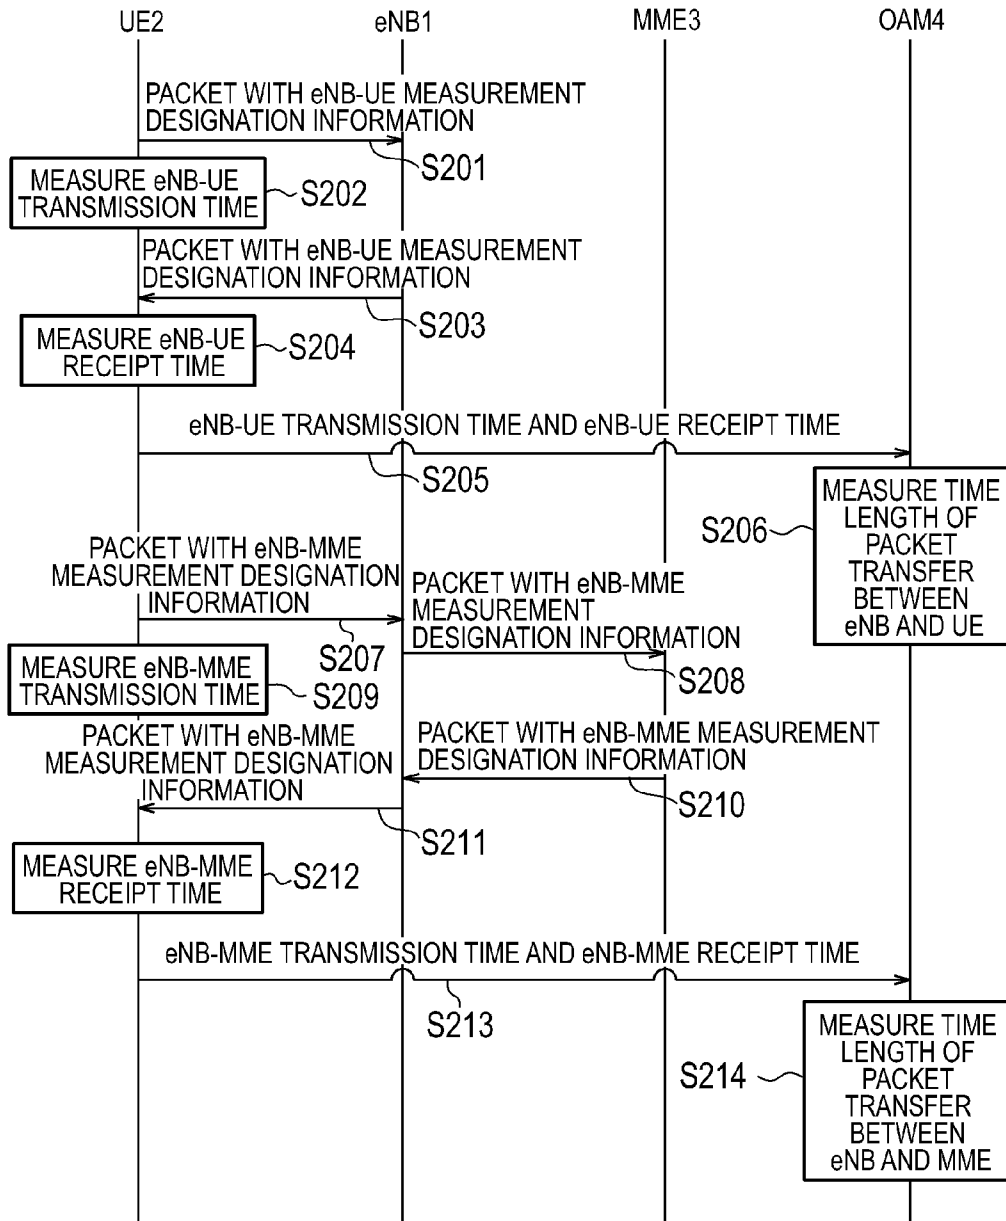 UE2
eNB1
MME3
OAM4
PACKET WITH eNB-UE MEASUREMENT
DESIGNATION INFORMATION
S201
MEASURE eNB-UE
TRANSMISSION TIME
S202
PACKET WITH eNB-UE MEASUREMENT
DESIGNATION INFORMATION
S203
MEASURE eNB-UE
RECEIPT TIME
S204
eNB-UE TRANSMISSION TIME AND eNB-UE RECEIPT TIME
S205
MEASURE TIME
LENGTH OF
PACKET
TRANSFER
BETWEEN
eNB AND UE
S206
PACKET WITH eNB-MME
MEASUREMENT DESIGNATION
INFORMATION
S207
PACKET WITH eNB-MME
MEASUREMENT
DESIGNATION INFORMATION
S208
MEASURE eNB-MME
TRANSMISSION TIME
S209
PACKET WITH eNB-MME MEASUREMENT
DESIGNATION INFORMATION
S210
PACKET WITH eNB-MME
MEASUREMENT DESIGNATION
INFORMATION
S211
MEASURE eNB-MME
RECEIPT TIME
S212
eNB-MME TRANSMISSION TIME AND eNB-MME RECEIPT TIME
S213
MEASURE TIME
LENGTH OF
PACKET
TRANSFER
BETWEEN
eNB AND MME
S214